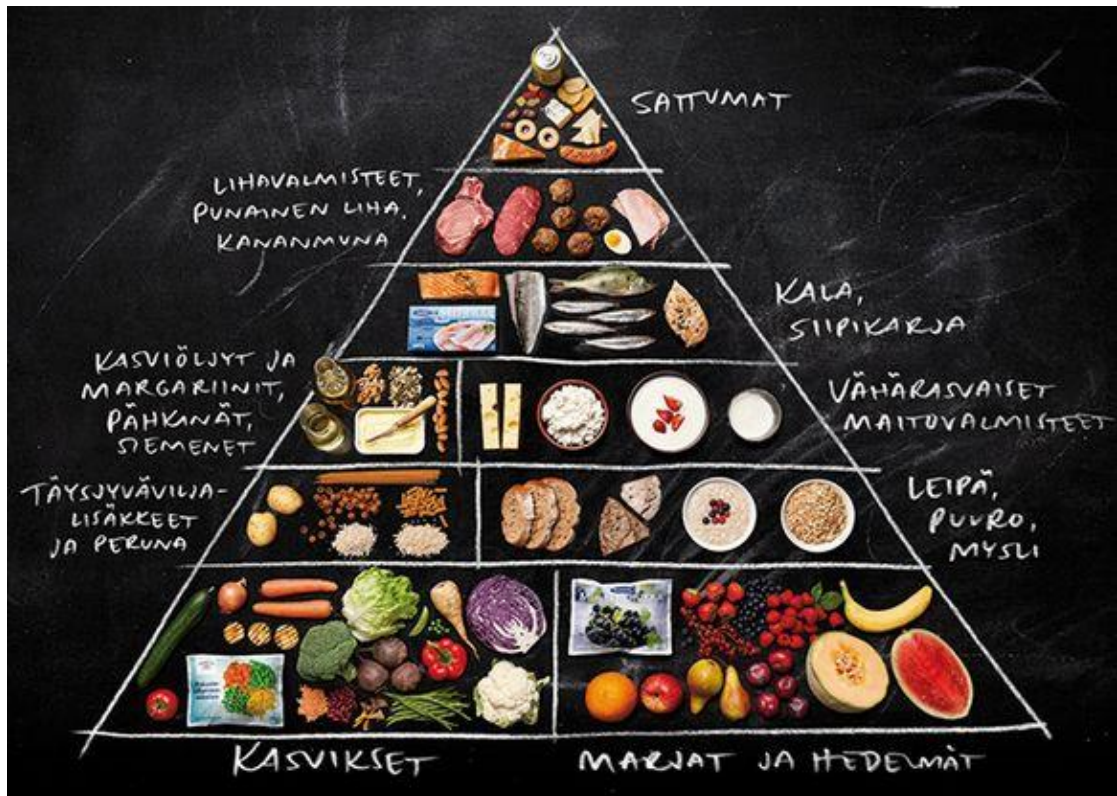 SATTUMAT
LIHAVALMISTEET,
PUNAINEN LIHA,
KANANMUNA
KALA,
SIIPIKARJA
KASVIÖLJYT JA
MARGARIINIT,
PÄHKINÄT,
SIEMENET
VÄHÄRASVAISET
MAITOVALMISTEET
TÄYSJYVÄVILJA-
LISÄKKEET
JA PERUNA
LEIPÄ,
PUURO,
MYSLI
KASVIKSET
MARJAT JA HEDELMÄT